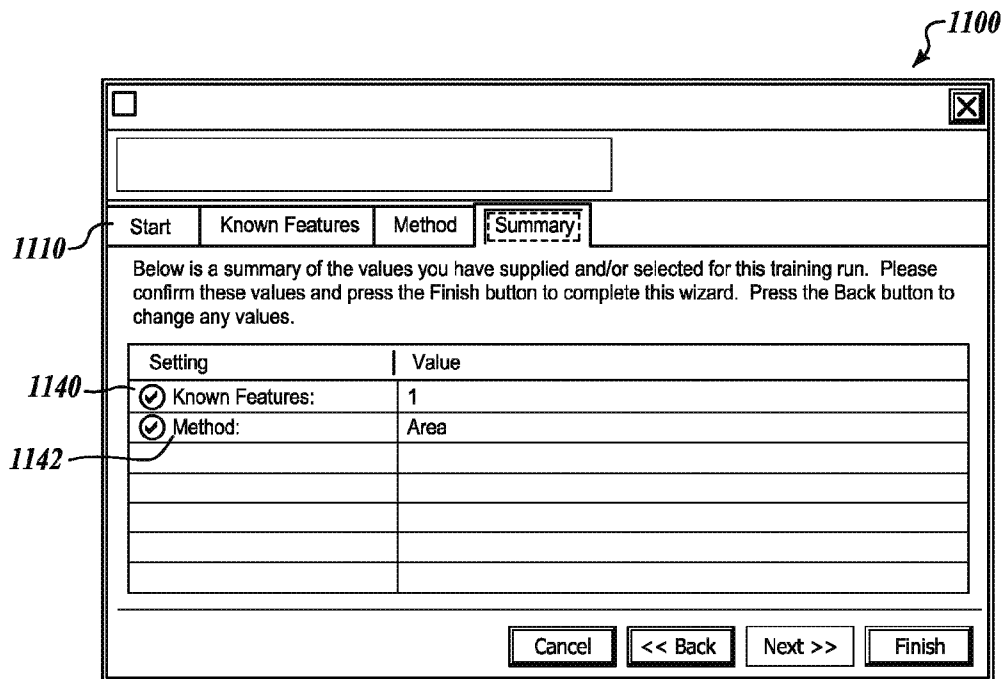 1100
1110
Start Known Features Method Summary
Below is a summary of the values you have supplied and/or selected for this training run. Please
confirm these values and press the Finish button to complete this wizard. Press the Back button to
change any values.
Setting Value
1140
Known Features: 1
Method: Area
1142
Cancel << Back Next >> Finish